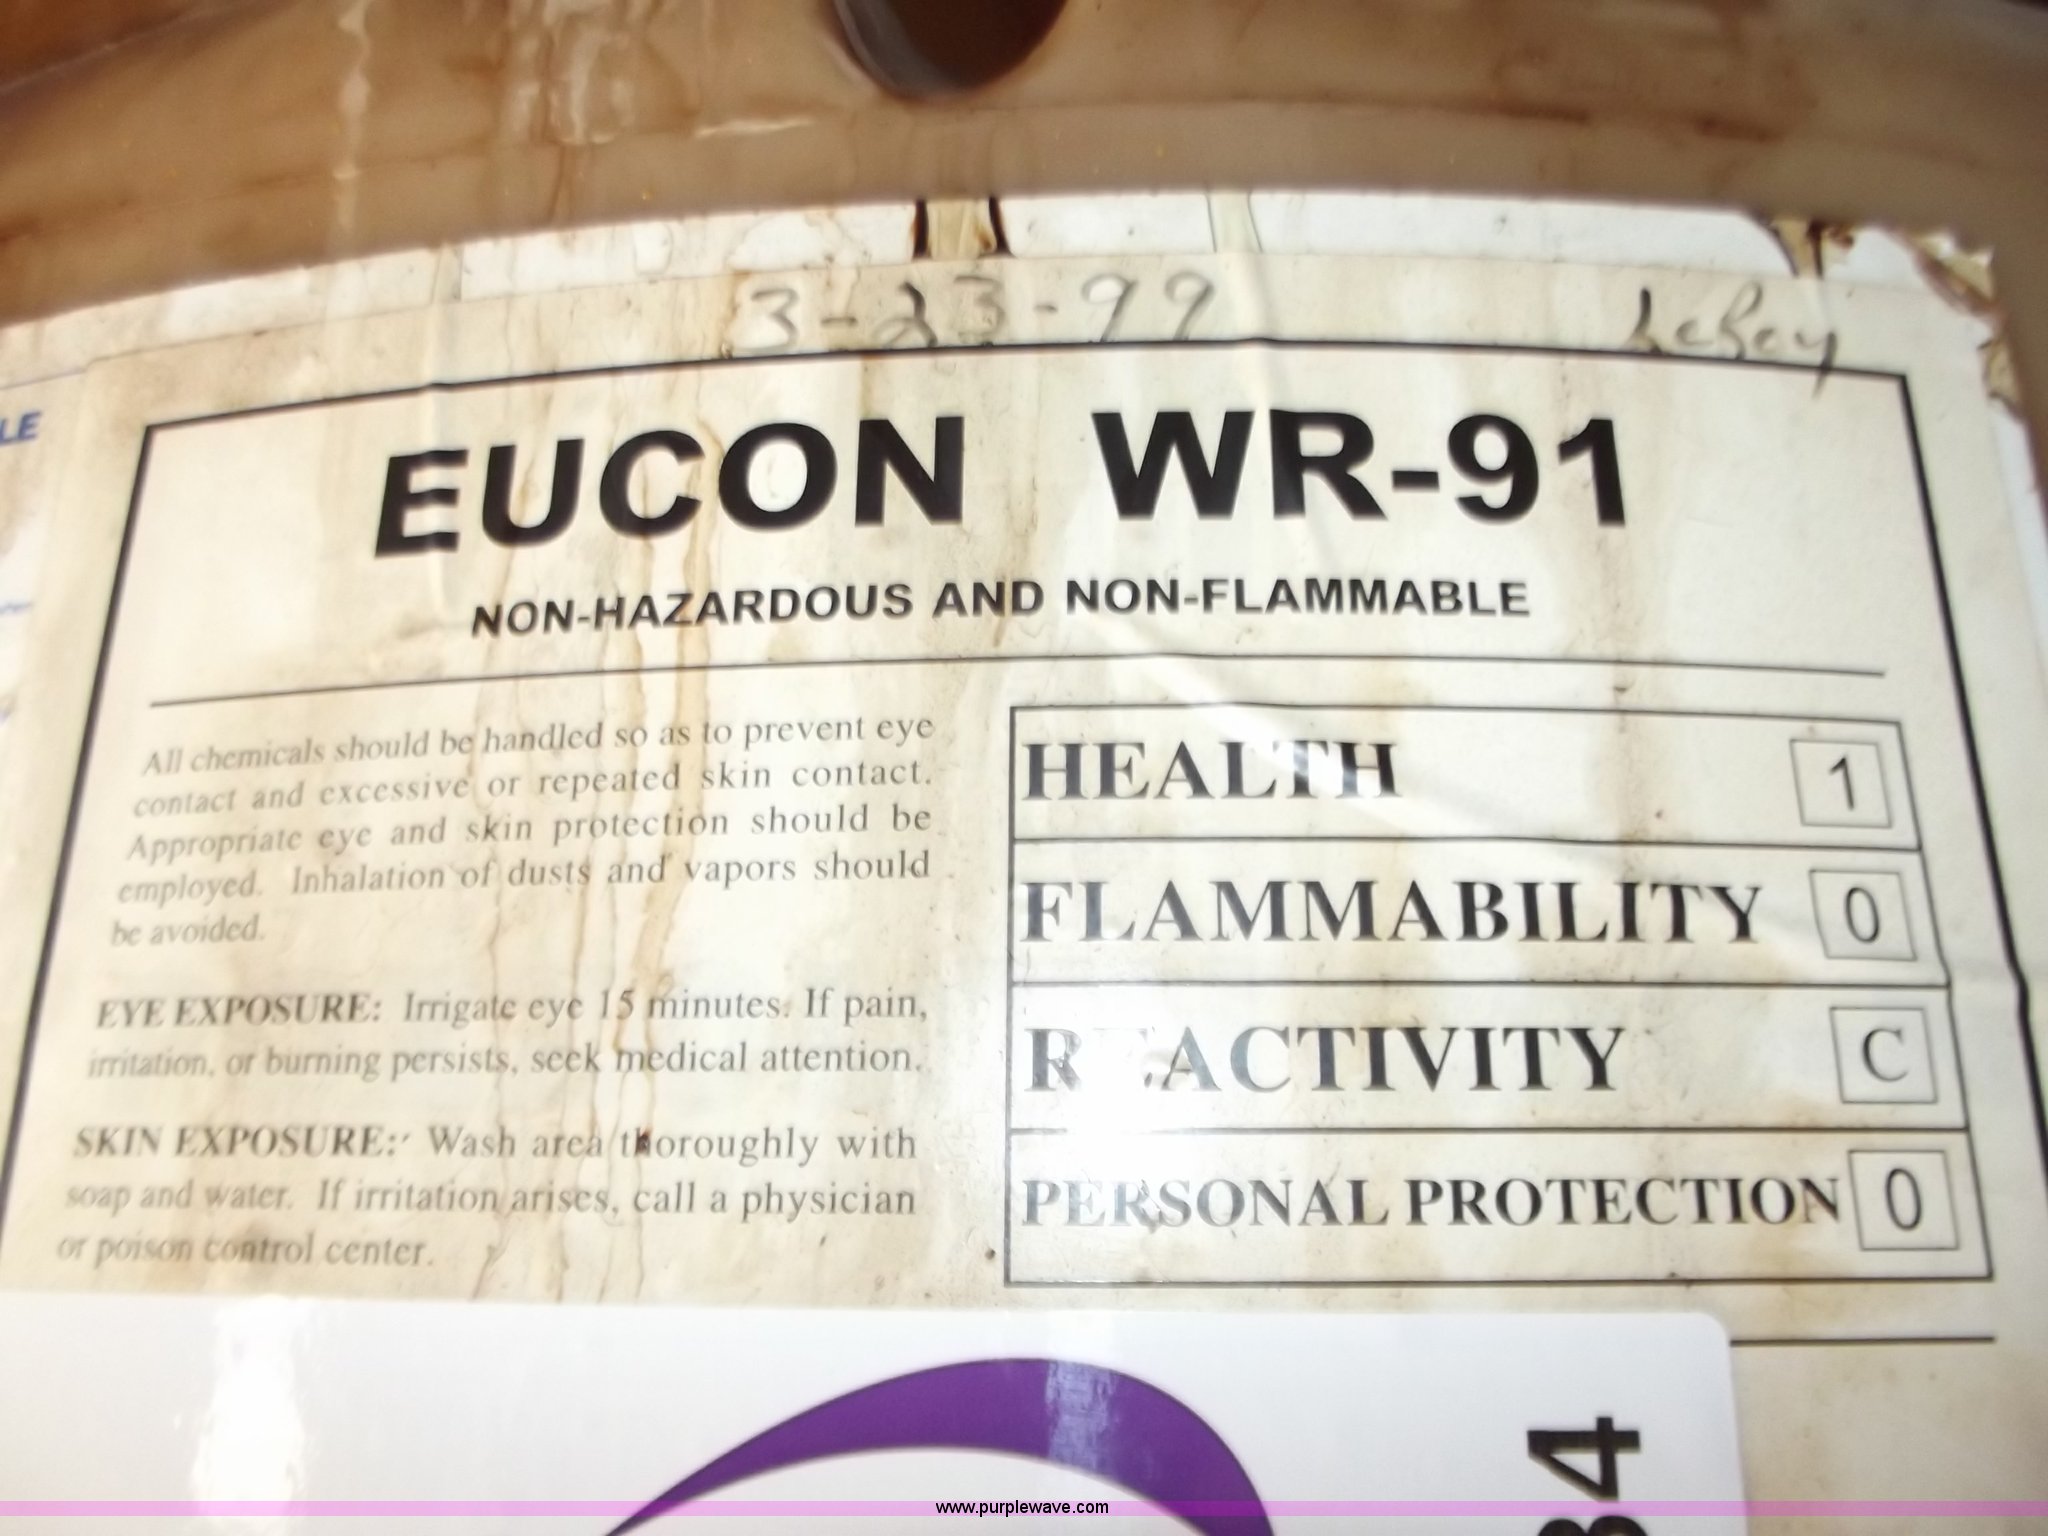 3-23-99 LeRoy
LE
EUCON WR-91
NON-HAZARDOUS AND NON-FLAMMABLE
All chemicals should be handled so as to prevent eye
contact and excessive or repeated skin contact.
Appropriate eye and skin protection should be
employed. Inhalation of dusts and vapors should
be avoided.
EYE EXPOSURE: Irrigate eye 15 minutes. If pain,
irritation, or burning persists, seek medical attention.
SKIN EXPOSURE: Wash area thoroughly with
soap and water. If irritation arises, call a physician
or poison control center.
HEALTH 1
FLAMMABILITY 0
REACTIVITY C
PERSONAL PROTECTION 0
34
www.purplewave.com